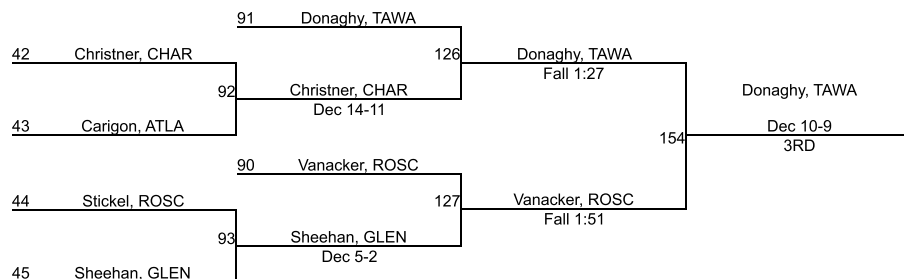 91 Donaghy, TAWA
42 Christner, CHAR
126 Donaghy, TAWA
Fall 1:27
92 Christner, CHAR
Dec 14-11
Donaghy, TAWA
43 Carigon, ATLA
154 Dec 10-9
3RD
90 Vanacker, ROSC
44 Stickel, ROSC
127 Vanacker, ROSC
Fall 1:51
93 Sheehan, GLEN
Dec 5-2
45 Sheehan, GLEN